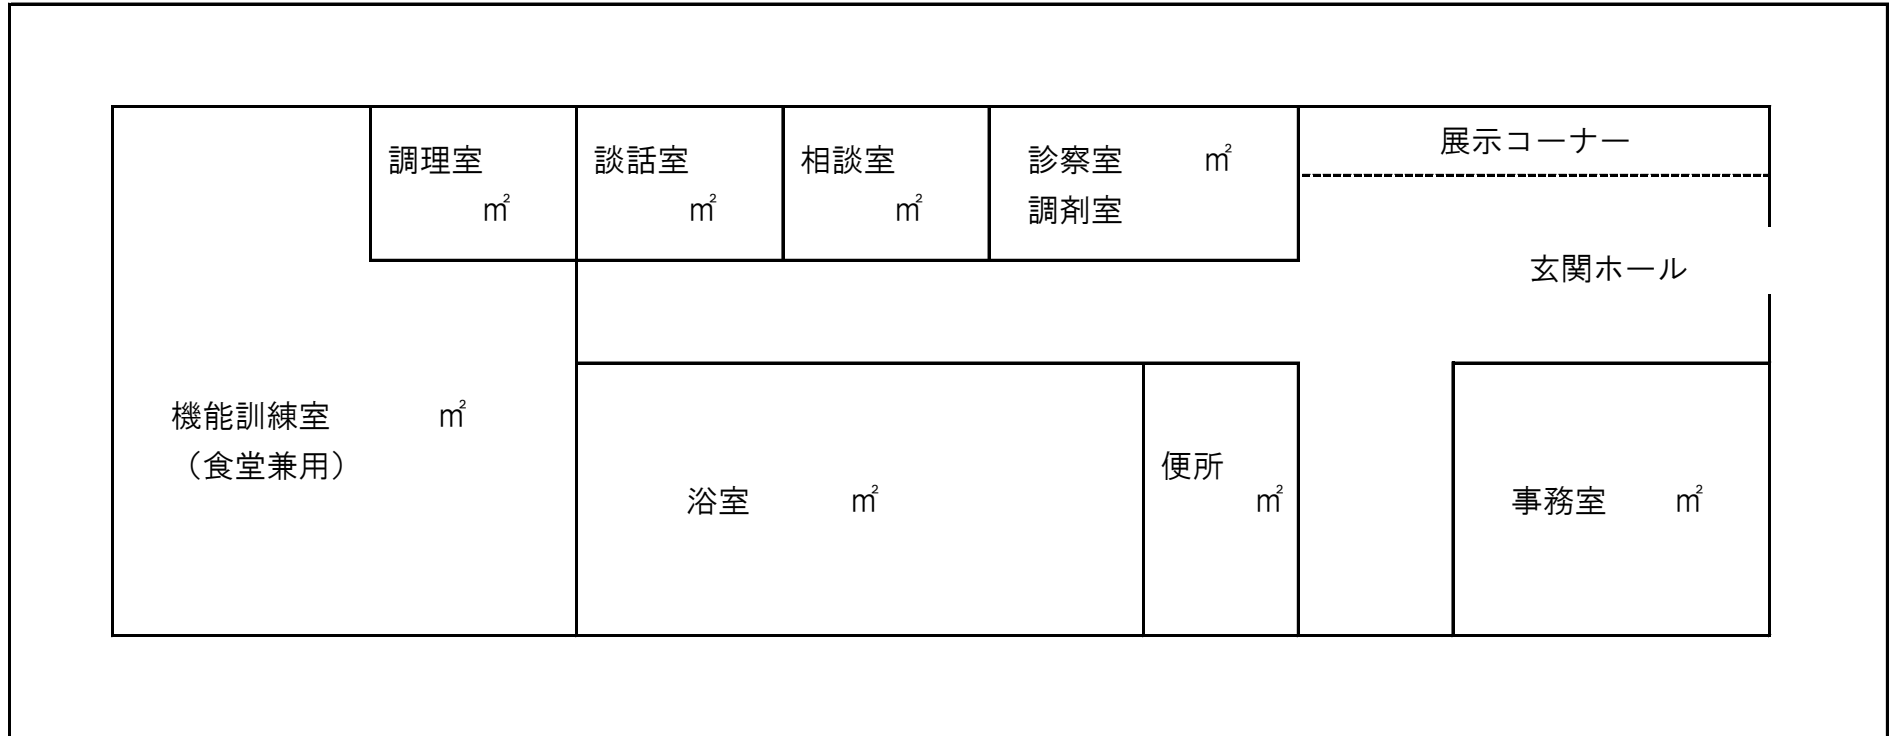 調理室
㎡
談話室
㎡
相談室
㎡
診察室 ㎡
調剤室
展示コーナー
玄関ホール
機能訓練室 ㎡
（食堂兼用）
浴室 ㎡
便所
㎡
事務室 ㎡